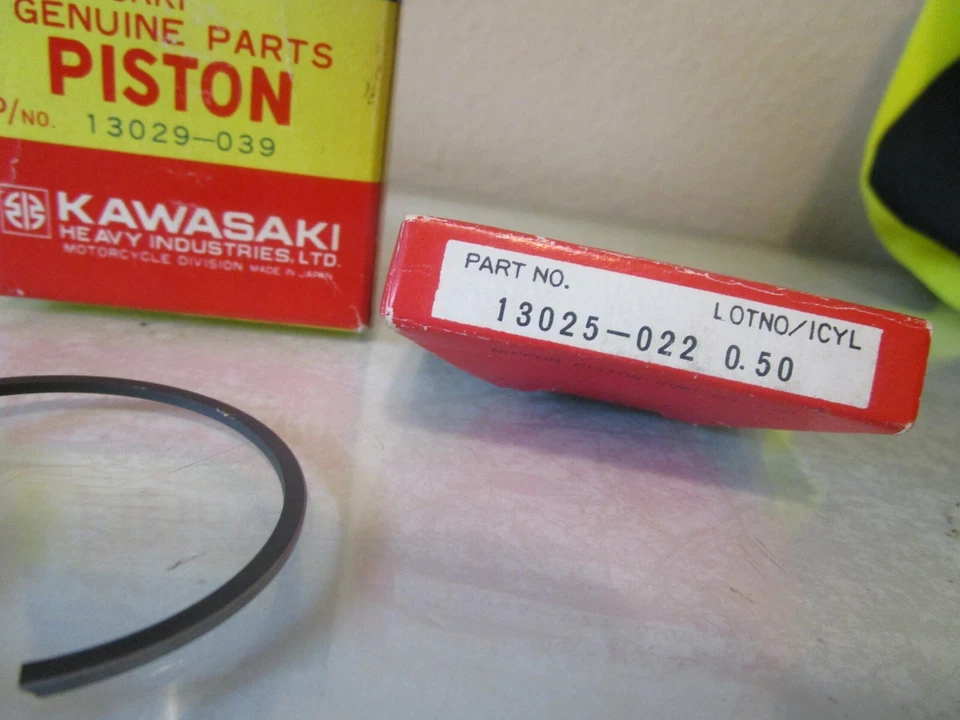 GENUINE PARTS
PISTON
P/NO. 13029-039
KAWASAKI
HEAVY INDUSTRIES, LTD.
MOTORCYCLE DIVISION MADE IN JAPAN
PART NO.
LOTNO/1CYL
13025-022 0.50